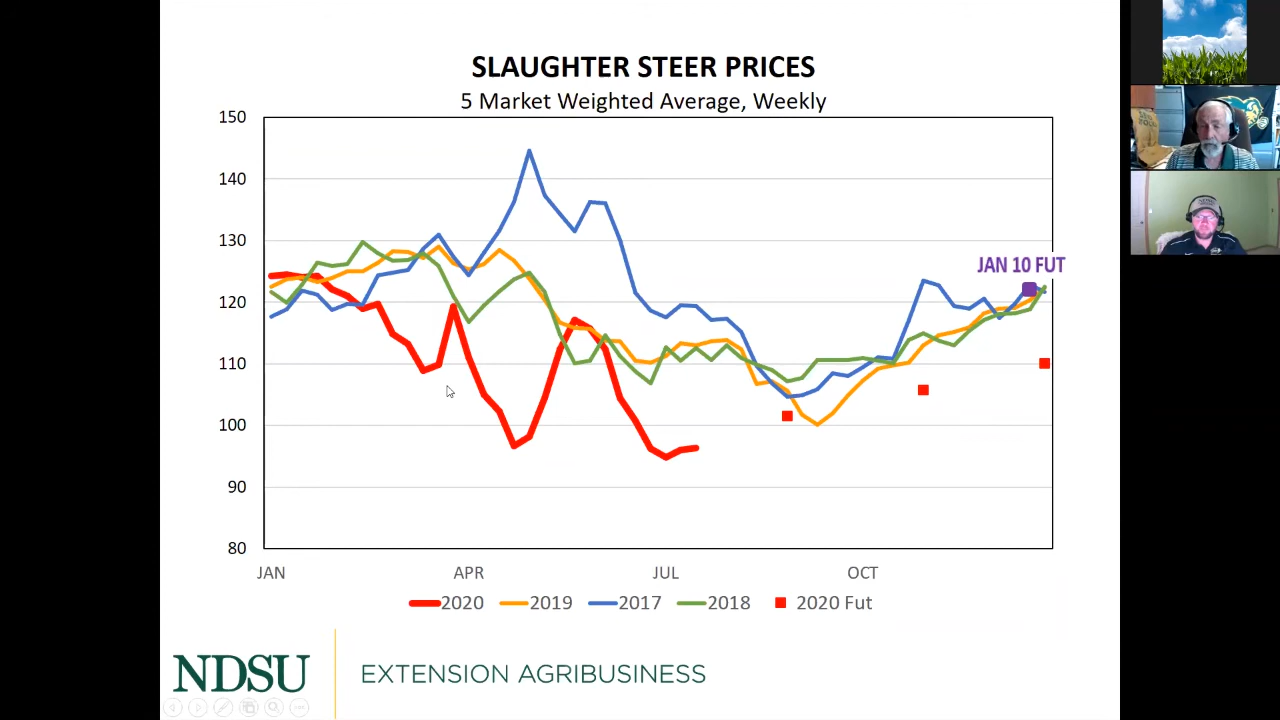 SLAUGHTER STEER PRICES
5 Market Weighted Average, Weekly
150
140
130
120
110
100
90
80
JAN 10 FUT
JAN APR JUL OCT
2020 2019 2017 2018 2020 Fut
NDSU EXTENSION AGRIBUSINESS